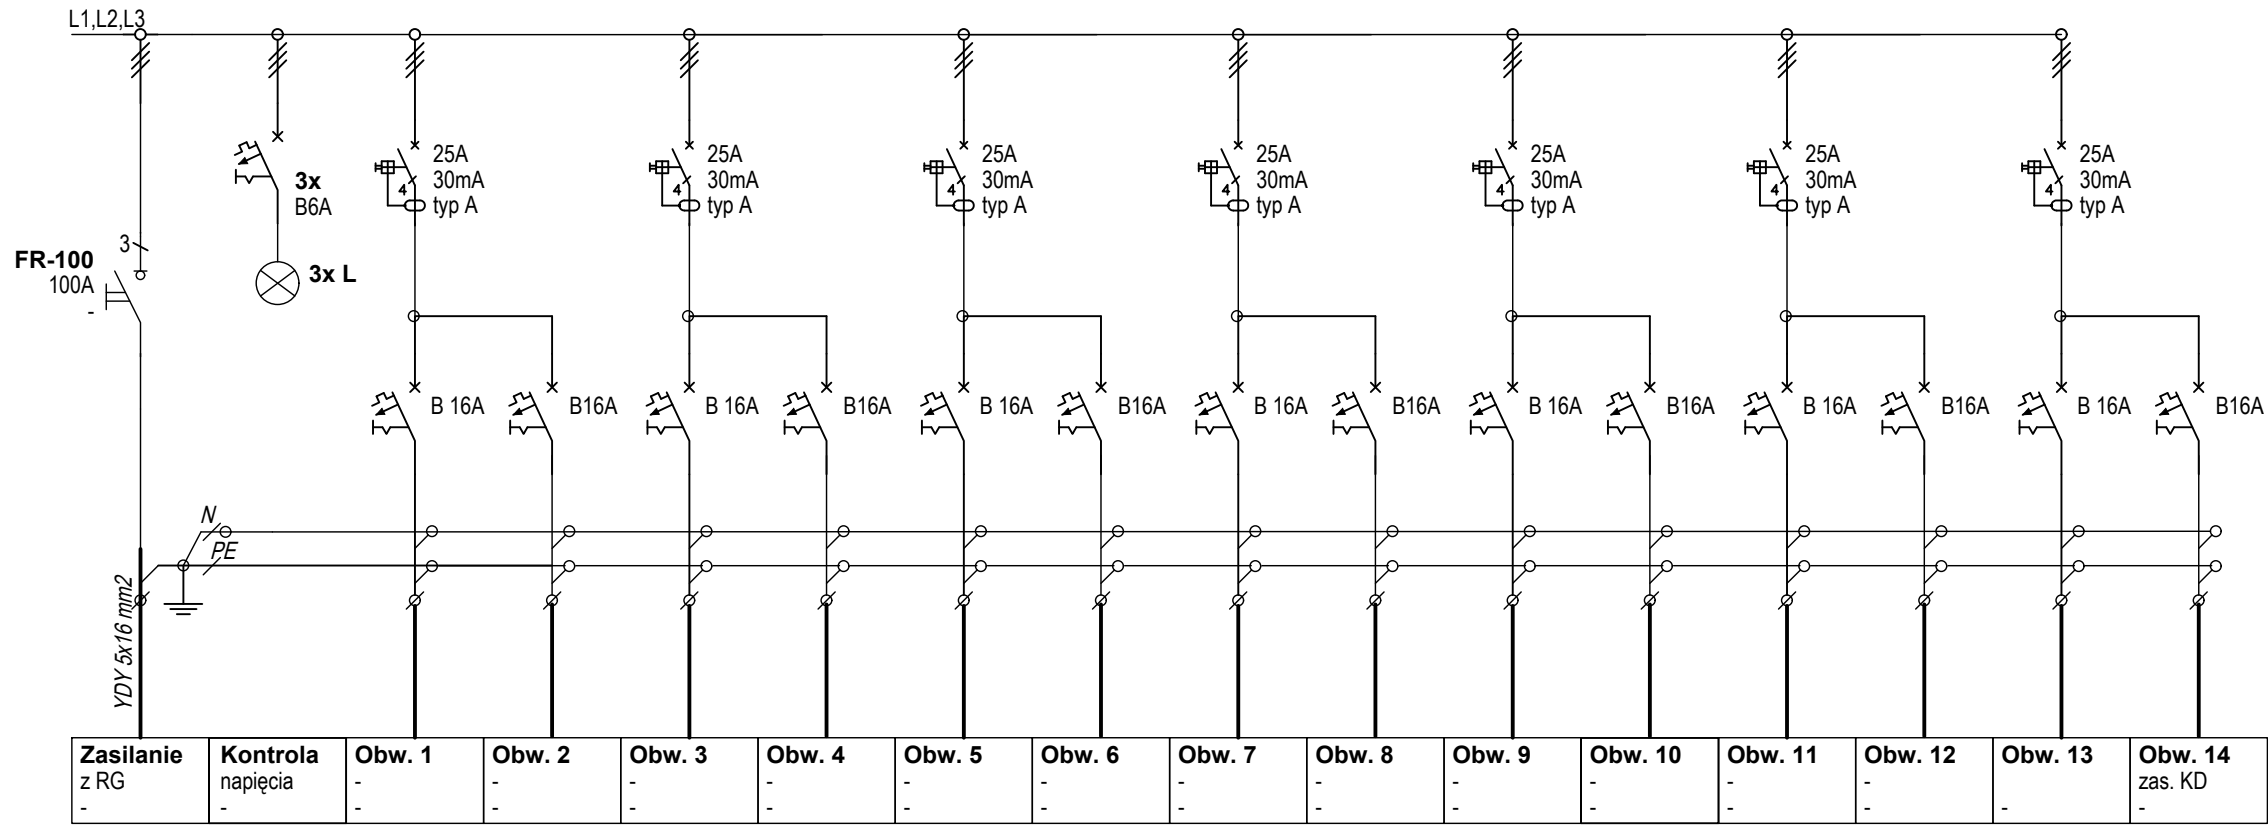 L1,L2,L3
3
FR-100
100A
-
3x
B6A
3x L
25A
30mA
4
typ A
25A
30mA
4
typ A
25A
30mA
4
typ A
25A
30mA
4
typ A
25A
30mA
4
typ A
25A
30mA
4
typ A
25A
30mA
4
typ A
B 16A
B16A
B 16A
B16A
B 16A
B16A
B 16A
B16A
B 16A
B16A
B 16A
B16A
B 16A
B16A
N
PE
YDY 5x16 mm2
Zasilanie
z RG
-
Kontrola
napięcia
-
Obw. 1
-
-
Obw. 2
-
-
Obw. 3
-
-
Obw. 4
-
-
Obw. 5
-
-
Obw. 6
-
-
Obw. 7
-
-
Obw. 8
-
-
Obw. 9
-
-
Obw. 10
-
-
Obw. 11
-
-
Obw. 12
-
-
Obw. 13
-
Obw. 14
zas. KD
-